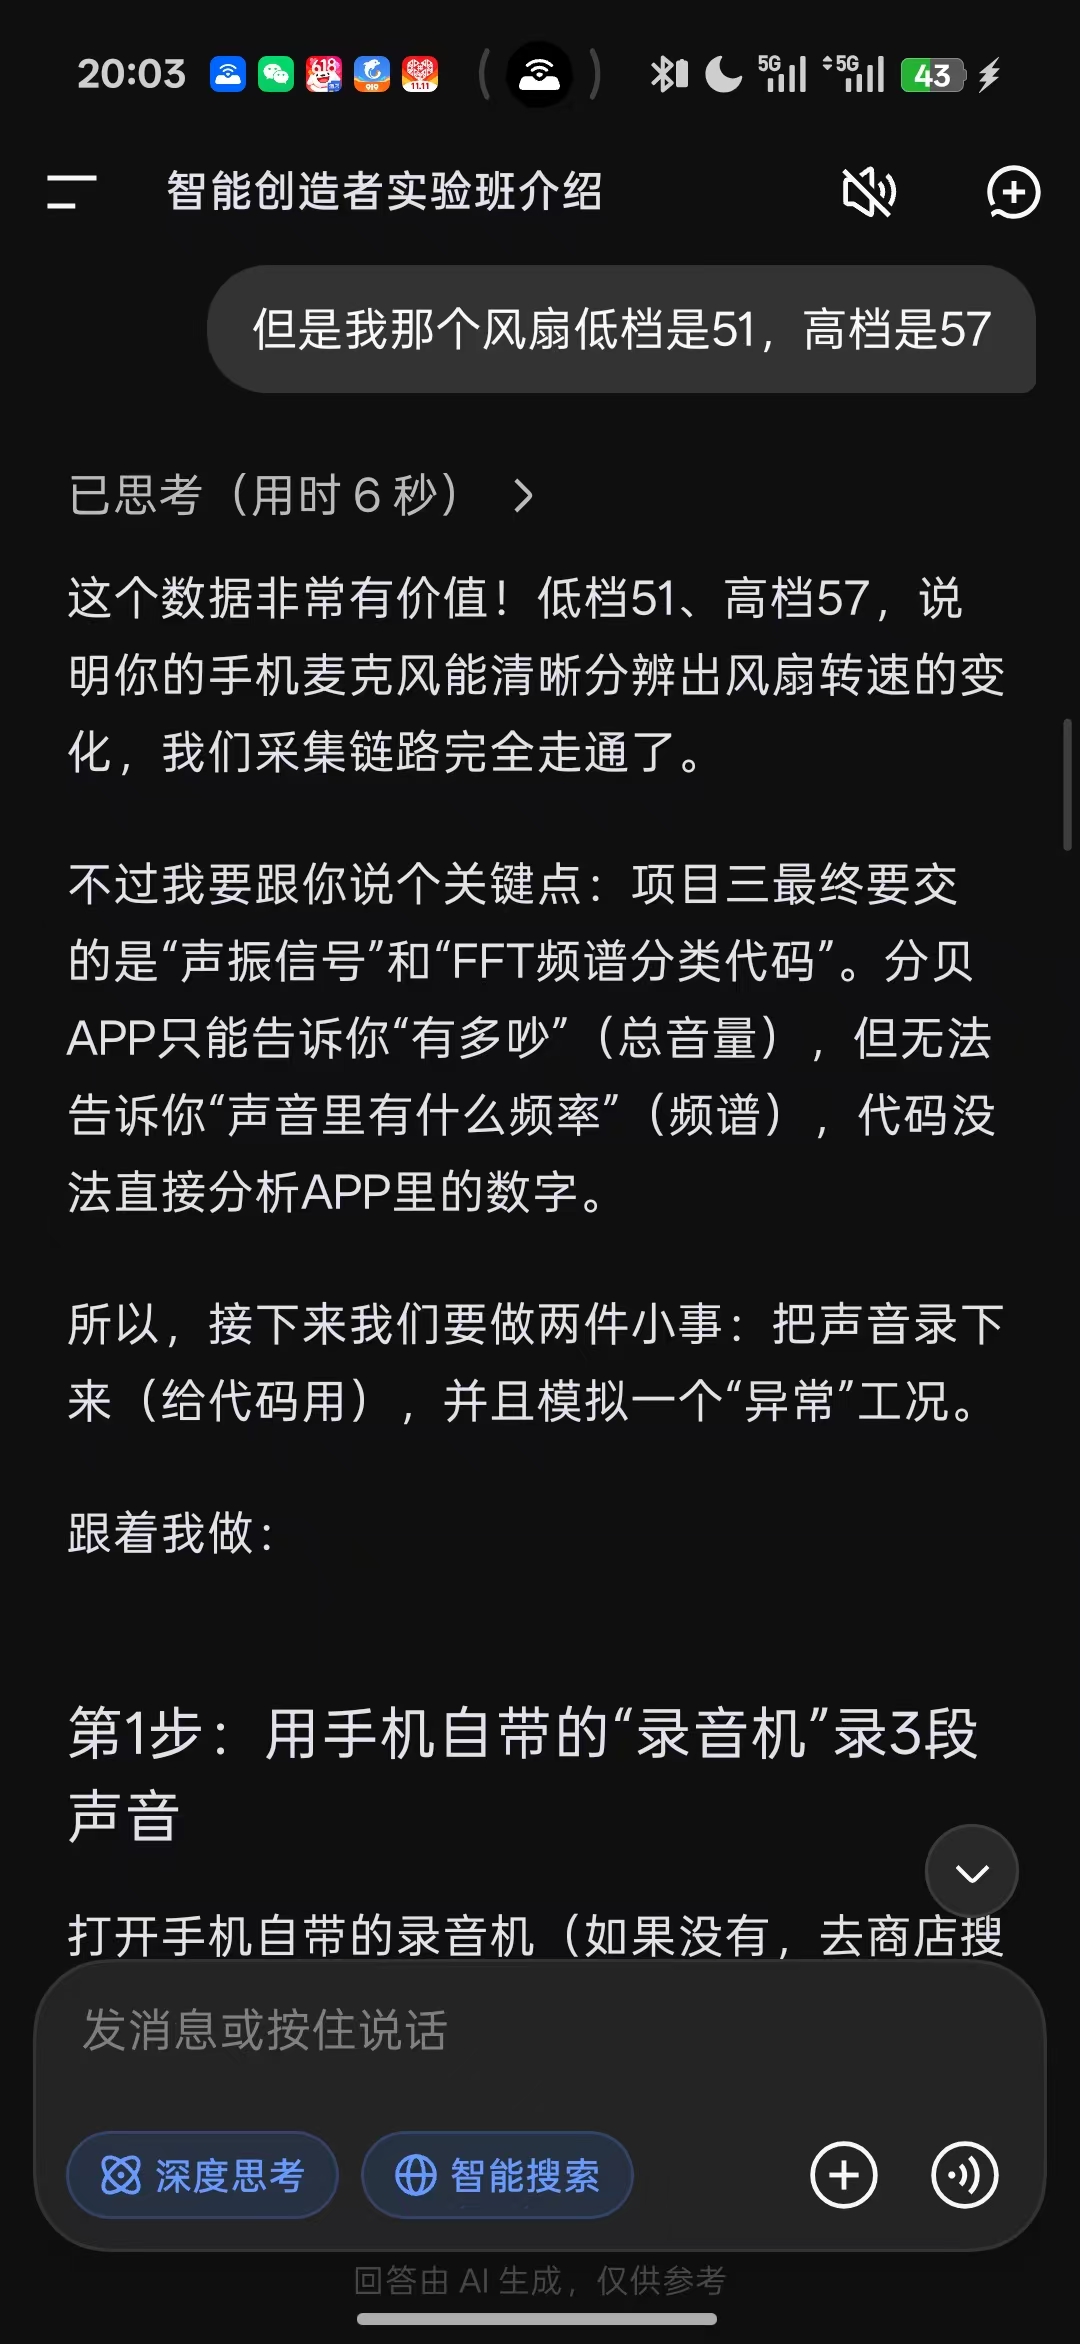 20:03
5G
5G
43
智能创造者实验班介绍
但是我那个风扇低档是51，高档是57
已思考（用时 6 秒）
这个数据非常有价值！低档51、高档57，说
明你的手机麦克风能清晰分辨出风扇转速的变
化，我们采集链路完全走通了。
不过我要跟你说个关键点：项目三最终要交
的是“声振信号”和“FFT频谱分类代码”。分贝
APP只能告诉你“有多吵”（总音量），但无法
告诉你“声音里有什么频率”（频谱），代码没
法直接分析APP里的数字。
所以，接下来我们要做两件小事：把声音录下
来（给代码用），并且模拟一个“异常”工况。
跟着我做：
第1步：用手机自带的“录音机”录3段
声音
打开手机自带的录音机（如果没有，去商店搜
发消息或按住说话
深度思考
智能搜索
回答由 AI 生成，仅供参考